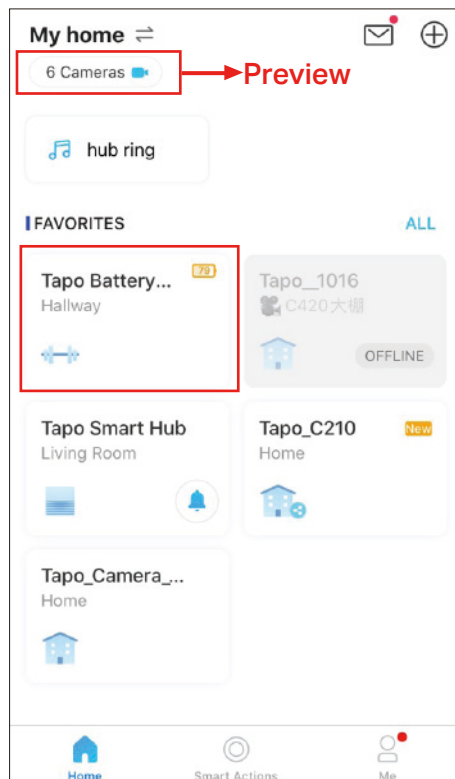 My home
6 Cameras
Preview
hub ring
FAVORITES
ALL
Tapo Battery...
79
Hallway
Tapo__1016
C420大棚
OFFLINE
Tapo Smart Hub
Living Room
Tapo_C210
New
Home
Tapo_Camera_...
Home
Home
Smart Actions
Me